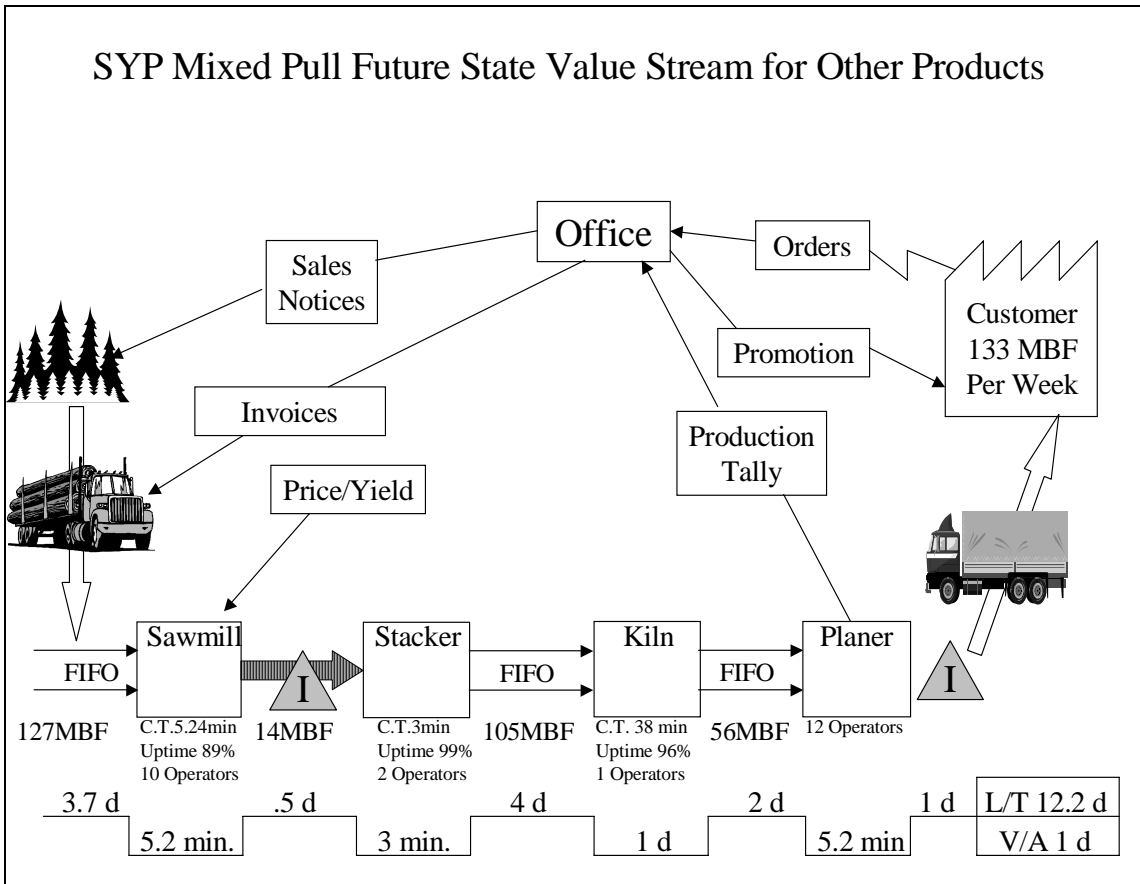 SYP Mixed Pull Future State Value Stream for Other Products
Office
Orders
Sales
Notices
Customer
133 MBF
Per Week
Promotion
Invoices
Production
Tally
Price/Yield
Sawmill
Stacker
Kiln
Planer
FIFO
I
FIFO
FIFO
I
127MBF
C.T.5.24min
Uptime 89%
10 Operators
14MBF
C.T.3min
Uptime 99%
2 Operators
105MBF
C.T. 38 min
Uptime 96%
1 Operators
56MBF
12 Operators
3.7 d
.5 d
4 d
2 d
1 d
L/T 12.2 d
5.2 min.
3 min.
1 d
5.2 min
V/A 1 d